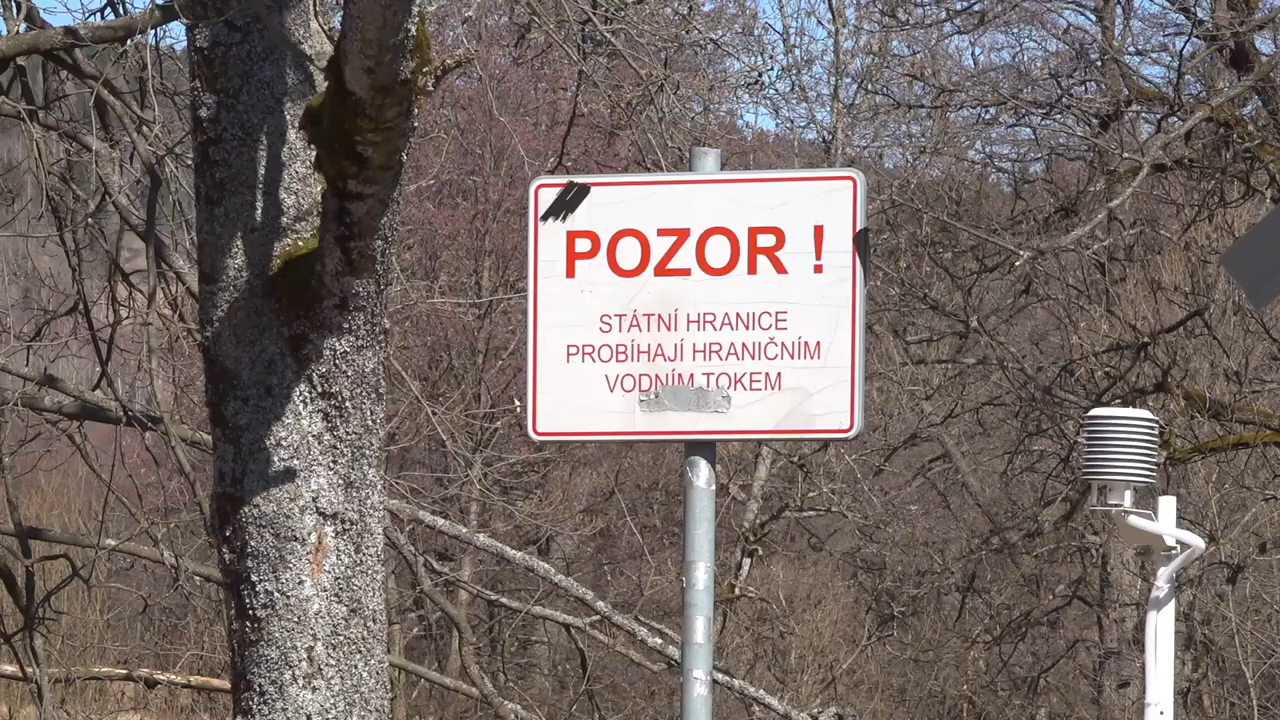 POZOR !
STÁTNÍ HRANICE
PROBÍHAJÍ HRANIČNÍM
VODNÍM TOKEM